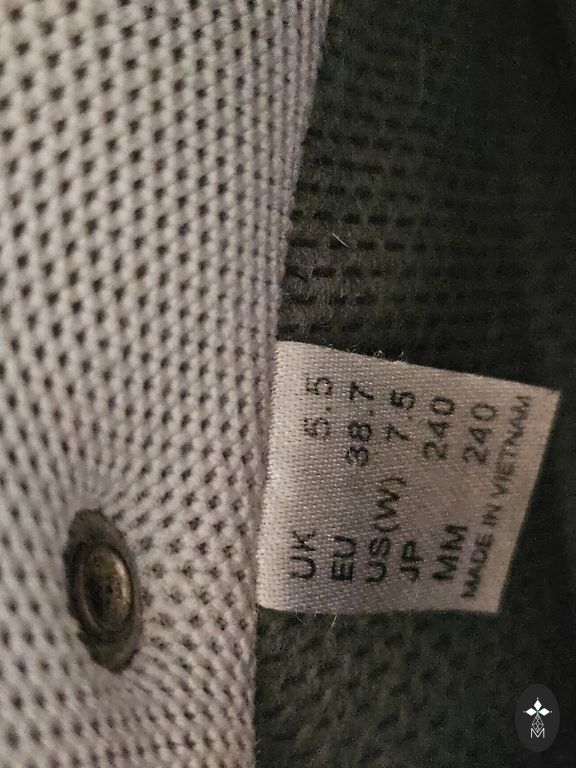 UK 5.5
EU 38.7
US(W) 7.5
JP 240
MM 240
MADE IN VIETNAM
M